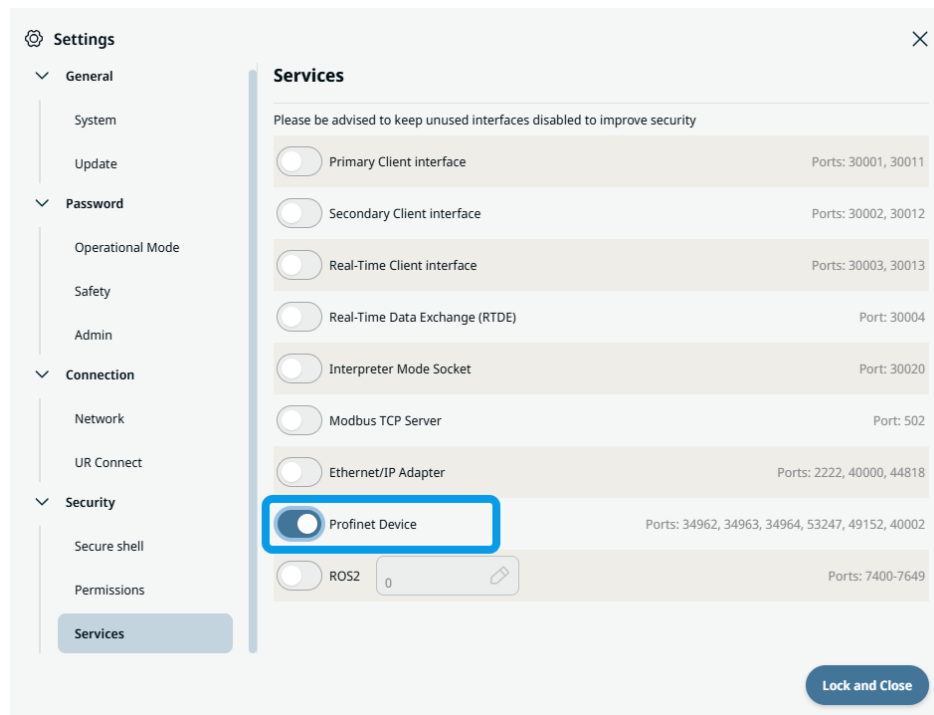 Settings
General
System
Update
Password
Operational Mode
Safety
Admin
Connection
Network
UR Connect
Security
Secure shell
Permissions
Services
Services
Please be advised to keep unused interfaces disabled to improve security
Primary Client interface Ports: 30001, 30011
Secondary Client interface Ports: 30002, 30012
Real-Time Client interface Ports: 30003, 30013
Real-Time Data Exchange (RTDE) Port: 30004
Interpreter Mode Socket Port: 30020
Modbus TCP Server Port: 502
Ethernet/IP Adapter Ports: 2222, 40000, 44818
Profinet Device Ports: 34962, 34963, 34964, 53247, 49152, 40002
ROS2 0 Ports: 7400-7649
Lock and Close